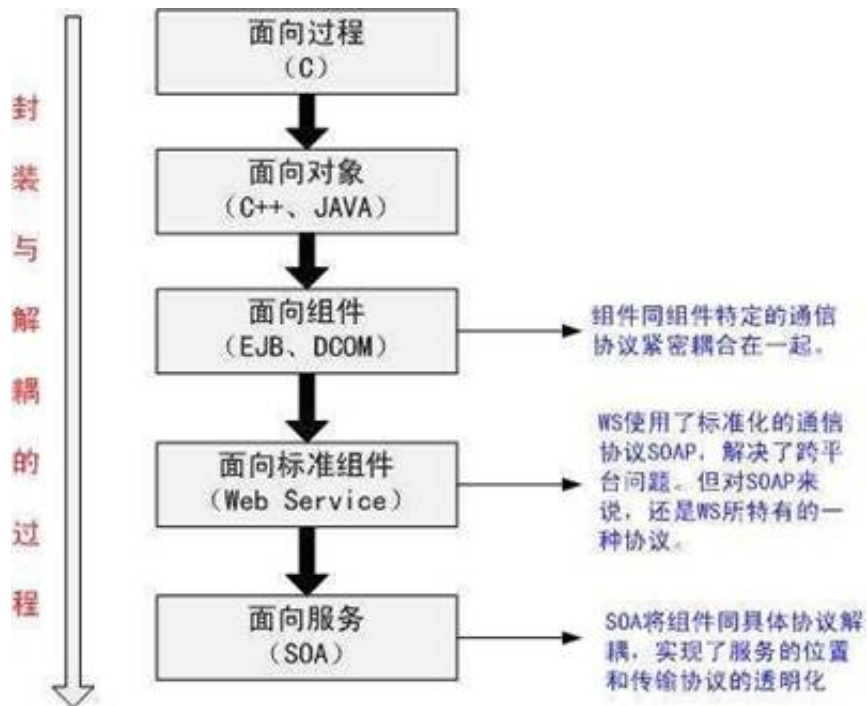 封装与解耦的过程
面向过程
（C）
面向对象
（C++、JAVA）
面向组件
（EJB、DCOM）
组件同组件特定的通信
协议紧密耦合在一起。
面向标准组件
（Web Service）
WS使用了标准化的通信
协议SOAP，解决了跨平
台问题。但对SOAP来
说，还是WS所特有的一
种协议。
面向服务
（SOA）
SOA将组件同具体协议解
耦，实现了服务的位置
和传输协议的透明化